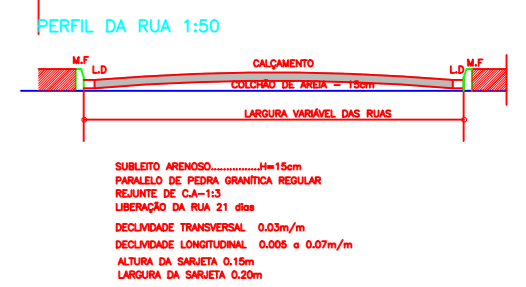 PERFIL DA RUA 1:50
M.F
CALÇAMENTO
M.F
L.D
L.D
COLCHÃO DE AREIA - 15cm
LARGURA VARIÁVEL DAS RUAS
SUBLEITO ARENOSO................H=15cm
PARALELO DE PEDRA GRANÍTICA REGULAR
REJUNTE DE C.A-1:3
LIBERAÇÃO DA RUA 21 dias
DECLIVIDADE TRANSVERSAL 0.03m/m
DECLIVIDADE LONGITUDINAL 0.005 a 0.07m/m
ALTURA DA SARJETA 0.15m
LARGURA DA SARJETA 0.20m